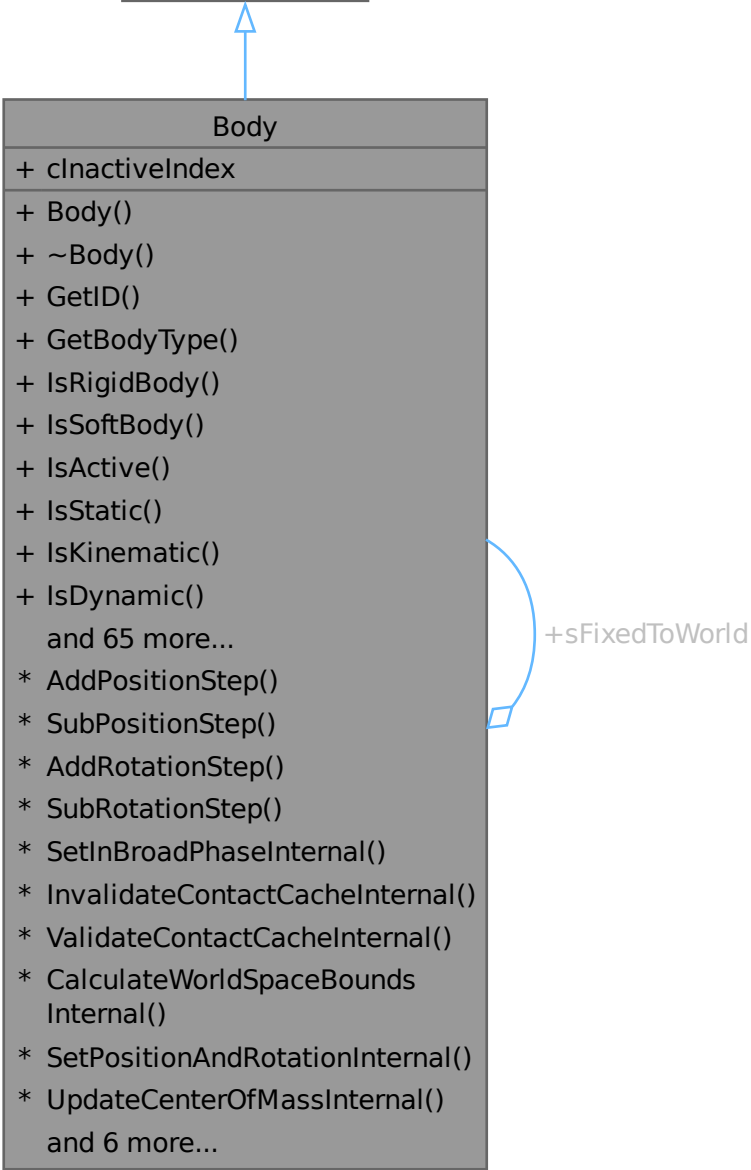 Body
+ cInactiveIndex
+ Body()
+ ~Body()
+ GetID()
+ GetBodyType()
+ IsRigidBody()
+ IsSoftBody()
+ IsActive()
+ IsStatic()
+ IsKinematic()
+ IsDynamic()
and 65 more...
* AddPositionStep()
* SubPositionStep()
* AddRotationStep()
* SubRotationStep()
* SetInBroadPhaseInternal()
* InvalidateContactCacheInternal()
* ValidateContactCacheInternal()
* CalculateWorldSpaceBounds
Internal()
* SetPositionAndRotationInternal()
* UpdateCenterOfMassInternal()
and 6 more...
+sFixedToWorld